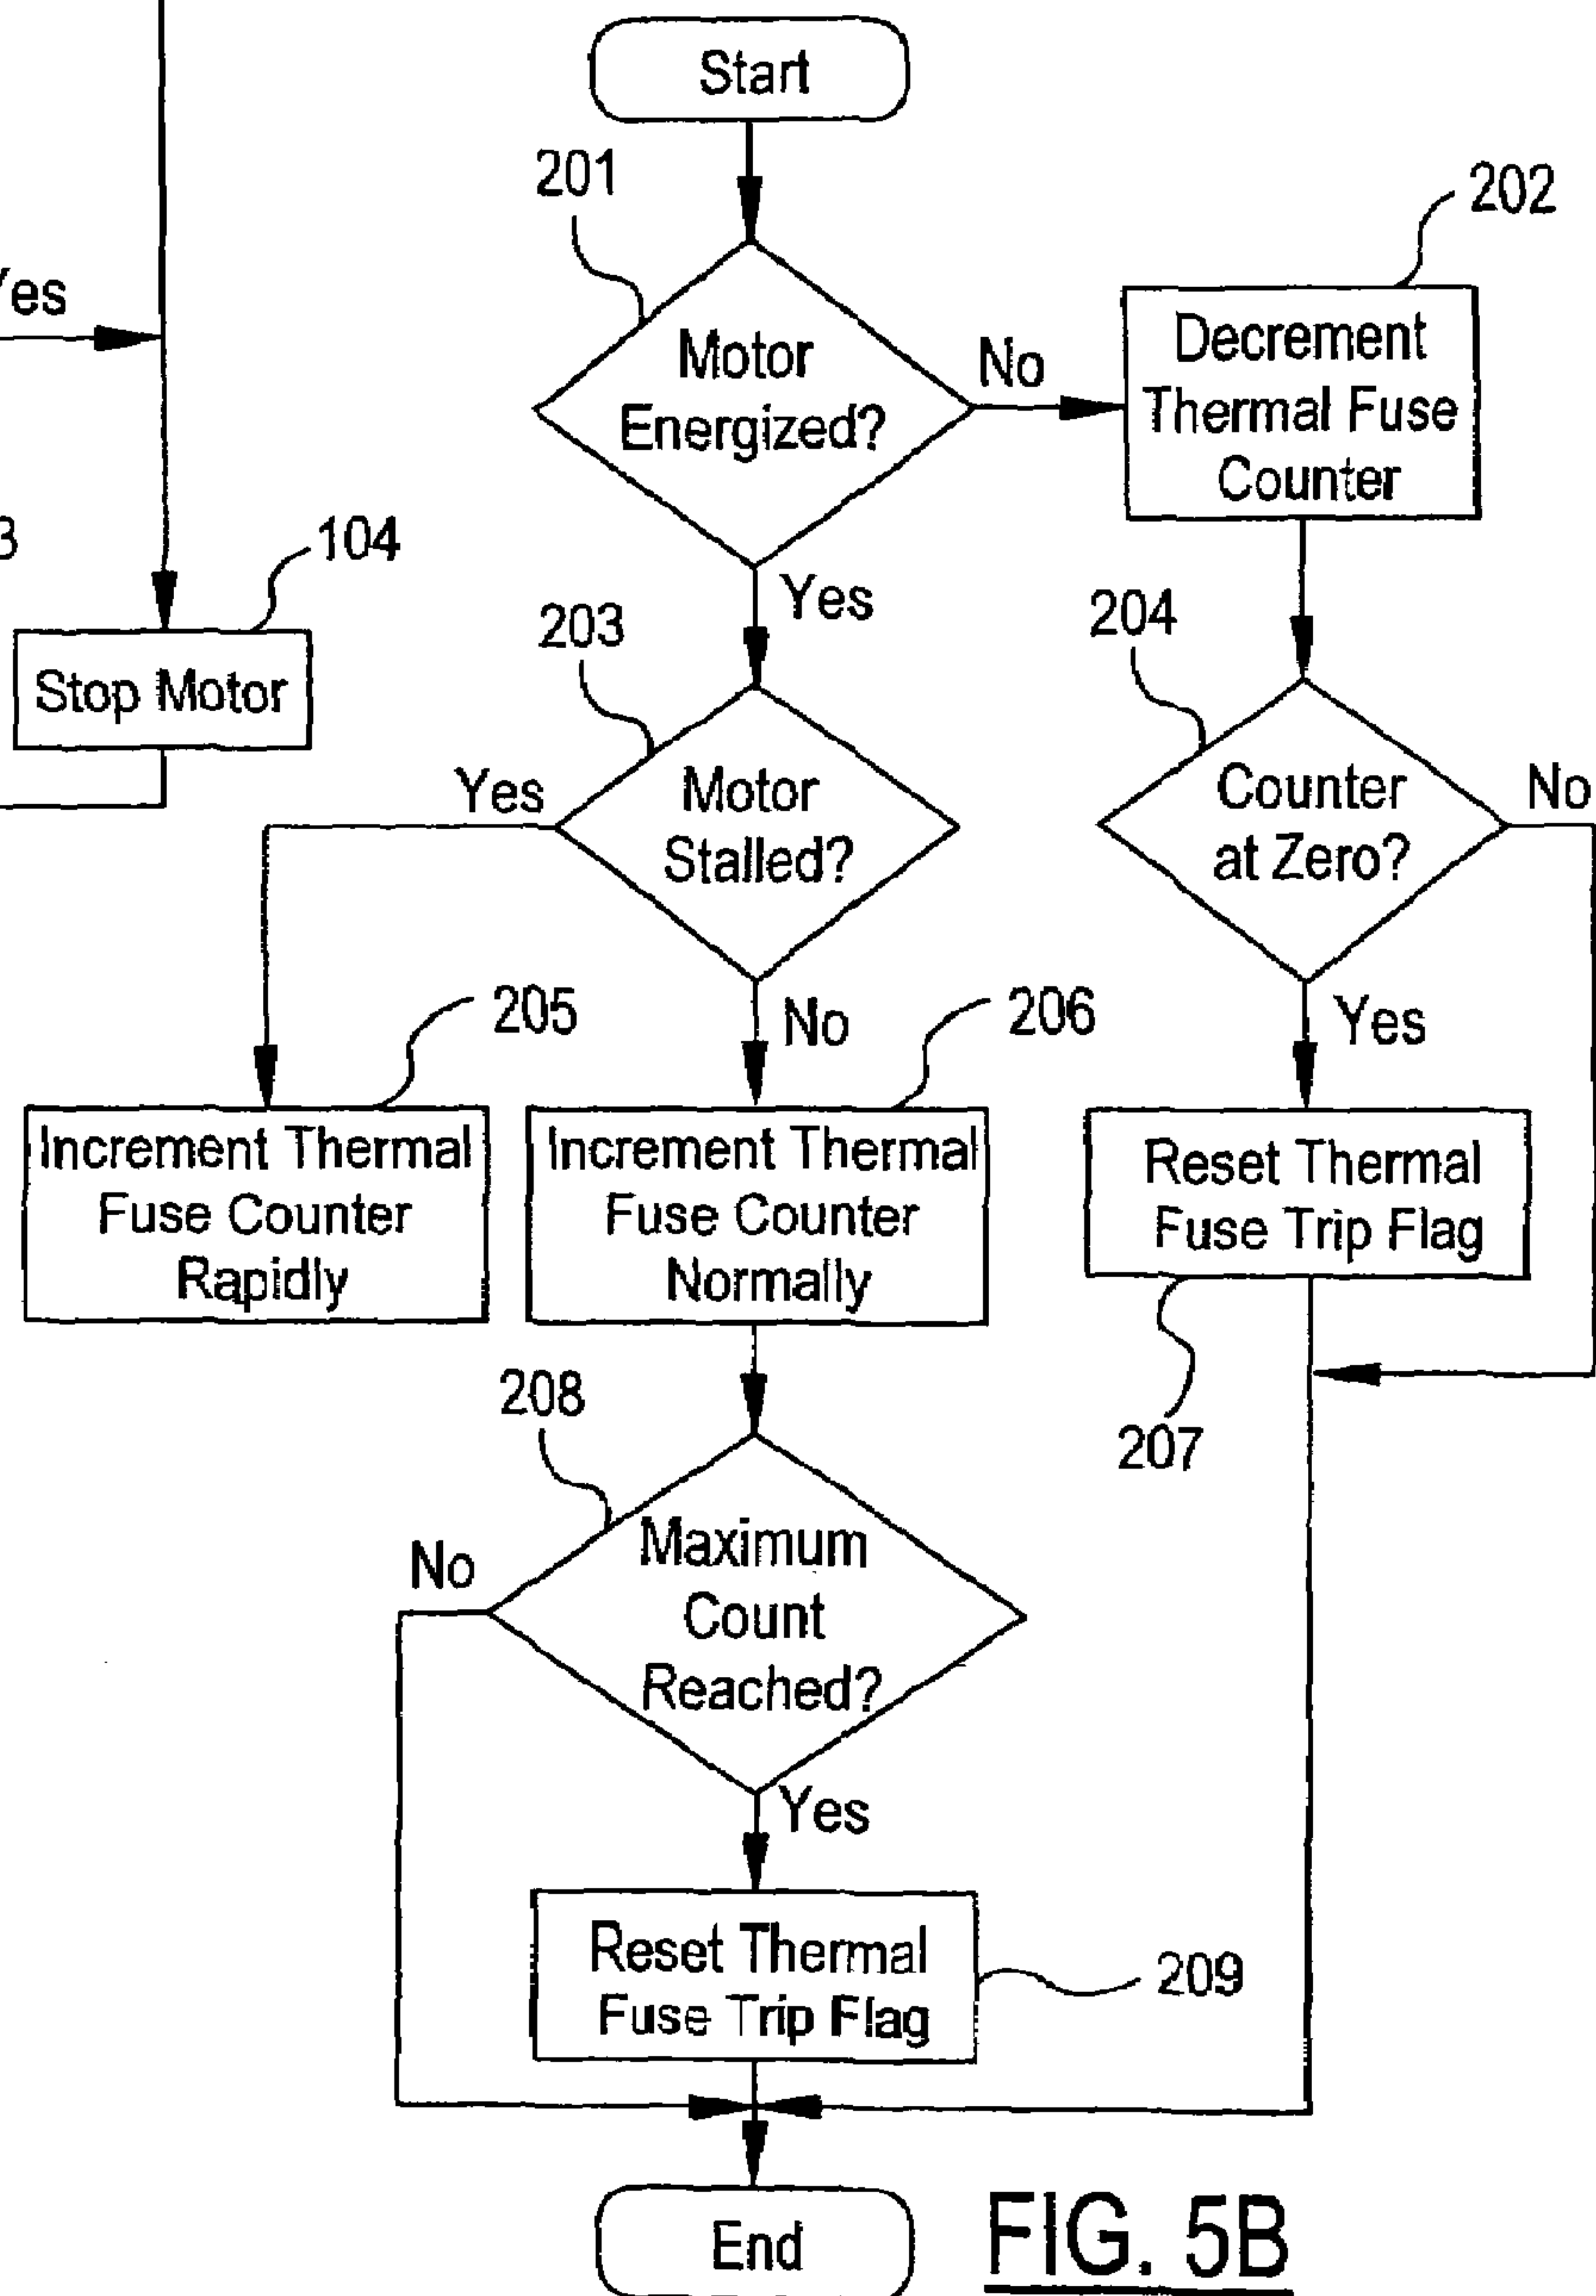 Start
201
202
Yes
Motor
Energized?
No
Decrement
Thermal Fuse
Counter
3
104
Yes
203
204
Stop Motor
Yes
Motor
Stalled?
Counter
at Zero?
No
205
No
206
Yes
Increment Thermal
Fuse Counter
Rapidly
Increment Thermal
Fuse Counter
Normally
Reset Thermal
Fuse Trip Flag
208
207
No
Maximum
Count
Reached?
Yes
Reset Thermal
Fuse Trip Flag
209
End
FIG. 5B